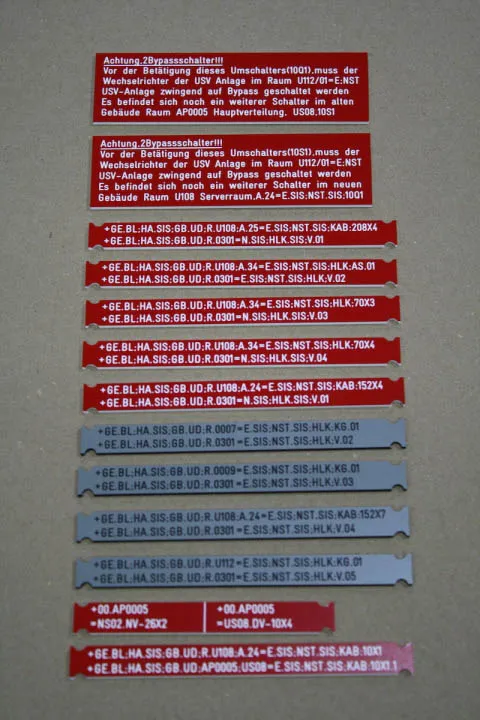 Achtung,2Bypassschalter!!!
Vor der Betätigung dieses Umschalters(10Q1),muss der
Wechselrichter der USV Anlage im Raum U112/01=E:NST
USV-Anlage zwingend auf Bypass geschaltet werden
Es befindet sich noch ein weiterer Schalter im alten
Gebäude Raum AP0005 Hauptverteilung, US08,10S1
Achtung,2Bypassschalter!!!
Vor der Betätigung dieses Umschalters(10S1),muss der
Wechselrichter der USV Anlage im Raum U112/01=E:NST
USV-Anlage zwingend auf Bypass geschaltet werden
Es befindet sich noch ein weiterer Schalter im neuen
Gebäude Raum U108 Serverraum,A.24=E.SIS:NST.SIS:10Q1
+GE.BL;HA.SIS;GB.UD;R.U108;A.25=E.SIS;NST.SIS;KAB:208X4
+GE.BL;HA.SIS;GB.UD;R.0301=N.SIS;HLK.SIS;V.01
+GE.BL;HA.SIS;GB.UD;R.U108;A.34=E.SIS;NST.SIS;HLK;AS.01
+GE.BL;HA.SIS;GB.UD;R.0301=E.SIS;NST.SIS;HLK;V.02
+GE.BL;HA.SIS;GB.UD;R.U108;A.34=E.SIS;NST.SIS;HLK;70X3
+GE.BL;HA.SIS;GB.UD;R.0301=N.SIS;HLK.SIS;V.03
+GE.BL;HA.SIS;GB.UD;R.U108;A.34=E.SIS;NST.SIS;HLK;70X4
+GE.BL;HA.SIS;GB.UD;R.0301=N.SIS;HLK.SIS;V.04
+GE.BL;HA.SIS;GB.UD;R.U108;A.24=E.SIS;NST.SIS;KAB;152X4
+GE.BL;HA.SIS;GB.UD;R.0301=N.SIS;HLK.SIS;V.01
+GE.BL;HA.SIS;GB.UD;R.0007=E.SIS;NST.SIS;HLK;KG.01
+GE.BL;HA.SIS;GB.UD;R.0301=E.SIS;NST.SIS;HLK;V.02
+GE.BL;HA.SIS;GB.UD;R.0009=E.SIS;NST.SIS;HLK;KG.01
+GE.BL;HA.SIS;GB.UD;R.0301=E.SIS;NST.SIS;HLK;V.03
+GE.BL;HA.SIS;GB.UD;R.U108;A.24=E.SIS;NST.SIS;KAB:152X7
+GE.BL;HA.SIS;GB.UD;R.0301=E.SIS;NST.SIS;HLK;V.04
+GE.BL;HA.SIS;GB.UD;R.U112=E.SIS;NST.SIS;HLK;KG.01
+GE.BL;HA.SIS;GB.UD;R.0301=E.SIS;NST.SIS;HLK;V.05
+00.AP0005 +00.AP0005
=NS02.NV-26X2 =US08.DV-10X4
+GE.BL;HA.SIS;GB.UD;R.U108;A.24=E.SIS;NST.SIS;KAB:10X1
+GE.BL;HA.SIS;GB.UD;AP0005;US08=E.SIS;NST.SIS;KAB:10X1.1